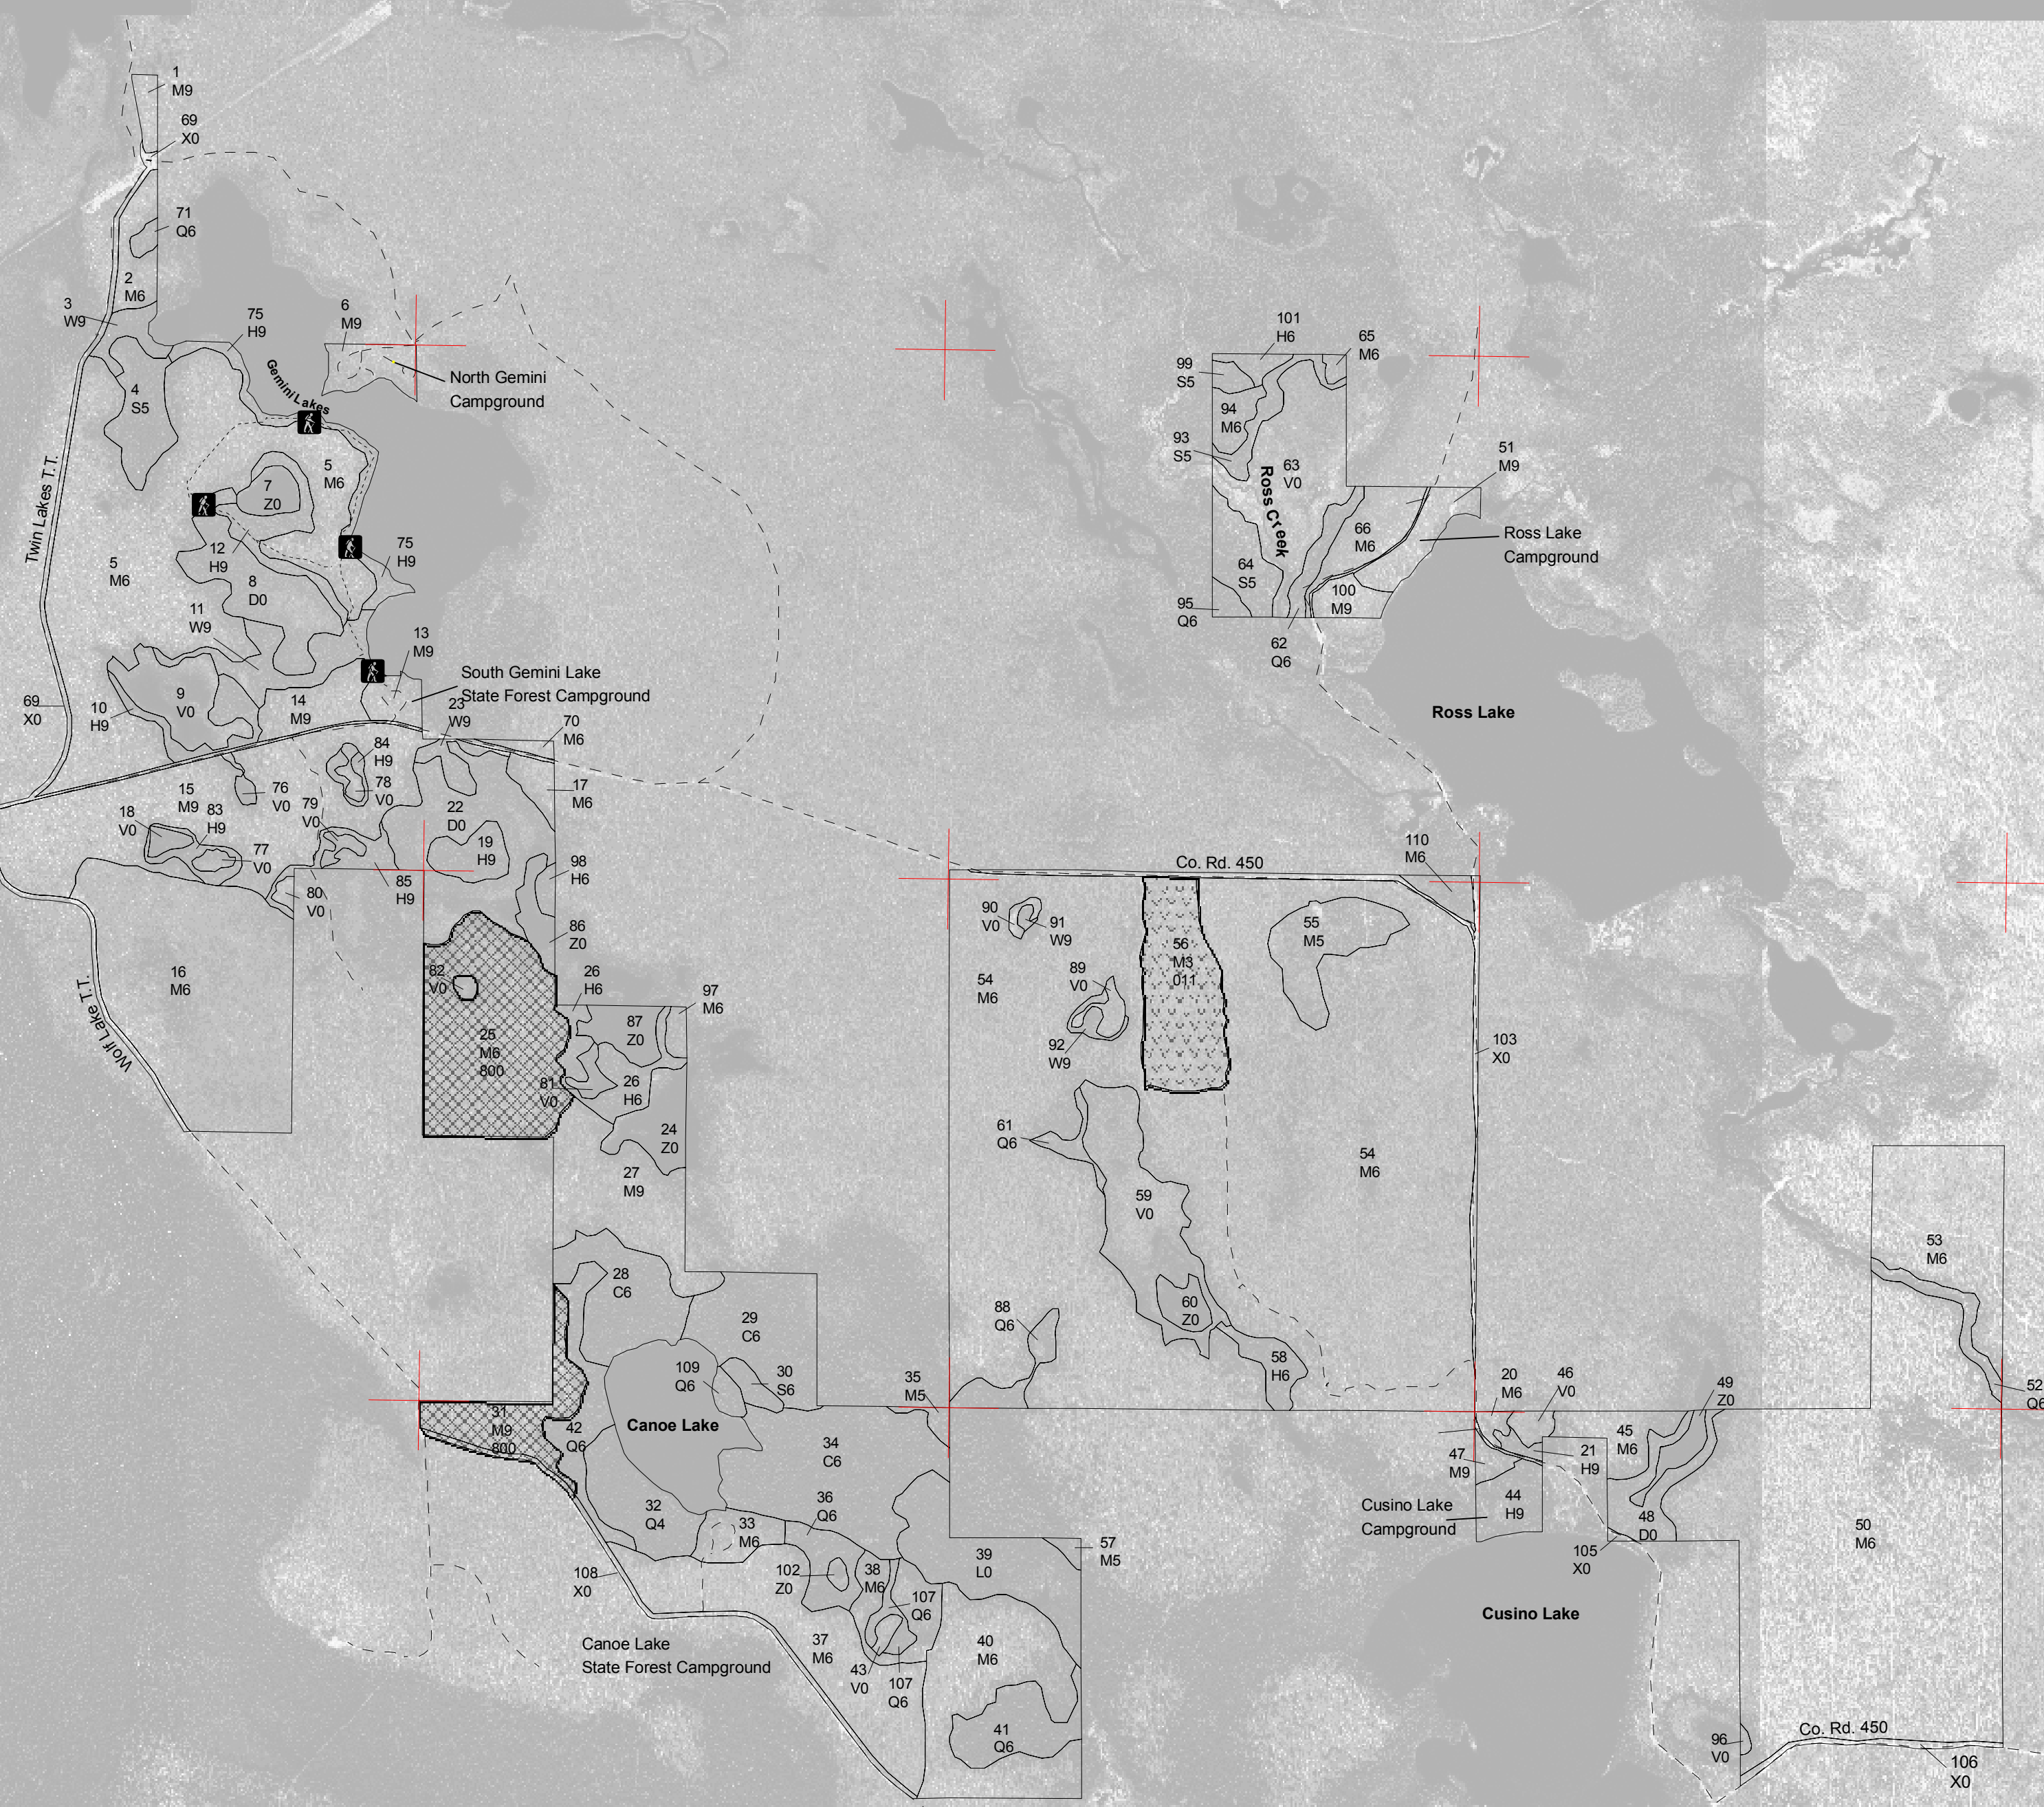 1
M9
69
X0
71
Q6
2
M6
3
W9
75
H9
6
M9
Gemini Lakes
North Gemini
Campground
4
S5
5
M6
7
Z0
Twin Lakes T.T.
12
H9
75
H9
5
M6
8
D0
11
W9
13
M9
South Gemini Lake
State Forest Campground
9
V0
10
H9
14
M9
69
X0
23
W9
70
M6
84
H9
78
V0
76
V0
15
M9
83
H9
79
V0
18
V0
77
V0
17
M6
22
D0
19
H9
98
H6
80
V0
85
H9
86
Z0
16
M6
Wolf Lake T.T.
82
V0
26
H6
97
M6
87
Z0
25
M6
800
81
V0
26
H6
24
Z0
27
M9
28
C6
29
C6
109
Q6
30
S6
35
M5
Canoe Lake
31
M9
800
42
Q6
34
C6
32
Q4
33
M6
36
Q6
108
X0
102
Z0
38
M6
39
L0
57
M5
107
Q6
Canoe Lake
State Forest Campground
37
M6
43
V0
107
Q6
40
M6
41
Q6
101
H6
65
M6
99
S5
94
M6
93
S5
63
V0
Ross Creek
51
M9
66
M6
Ross Lake
Campground
64
S5
100
M9
95
Q6
62
Q6
Ross Lake
Co. Rd. 450
110
M6
90
V0
91
W9
54
M6
89
V0
92
W9
56
M3
011
55
M5
103
X0
61
Q6
59
V0
54
M6
60
Z0
88
Q6
58
H6
53
M6
52
Q6
20
M6
46
V0
49
Z0
45
M6
47
M9
21
H9
44
H9
Cusino Lake
Campground
48
D0
105
X0
50
M6
Cusino Lake
96
V0
Co. Rd. 450
106
X0